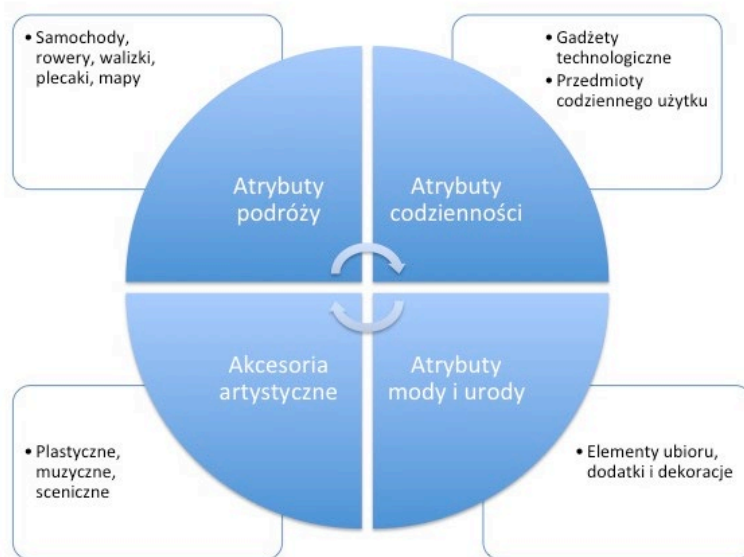 • Samochody,
rowery, walizki,
plecaki, mapy
• Gadżety
technologiczne
• Przedmioty
codziennego użytku
Atrybuty
podróży
Atrybuty
codzienności
Akcesoria
artystyczne
Atrybuty
mody i urody
• Plastyczne,
muzyczne,
sceniczne
• Elementy ubioru,
dodatki i dekoracje